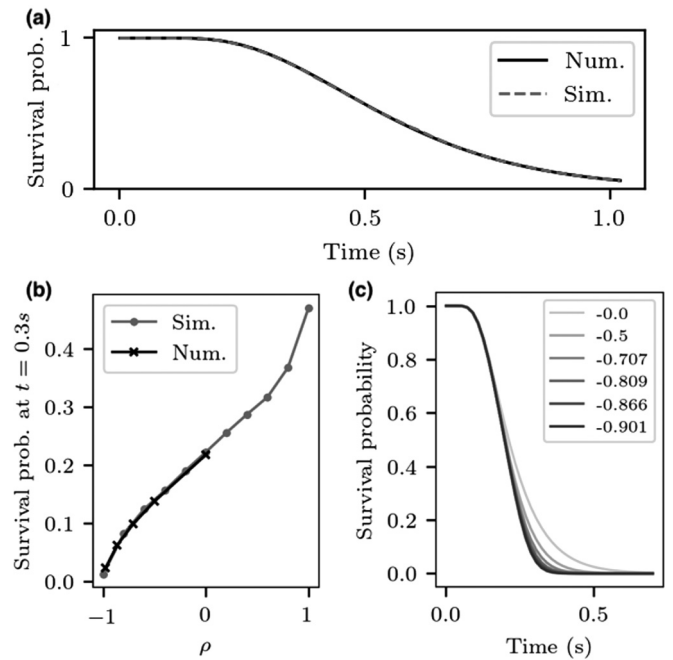 (a)
Survival prob.
1
0
Num.
Sim.
0.0 0.5 1.0
Time (s)
(b)
Survival prob. at t = 0.3s
0.4
0.3
0.2
0.1
0.0
Sim.
Num.
−1 0 1
ρ
(c)
Survival probability
1.0
0.8
0.6
0.4
0.2
0.0
-0.0
-0.5
-0.707
-0.809
-0.866
-0.901
0.0 0.5
Time (s)